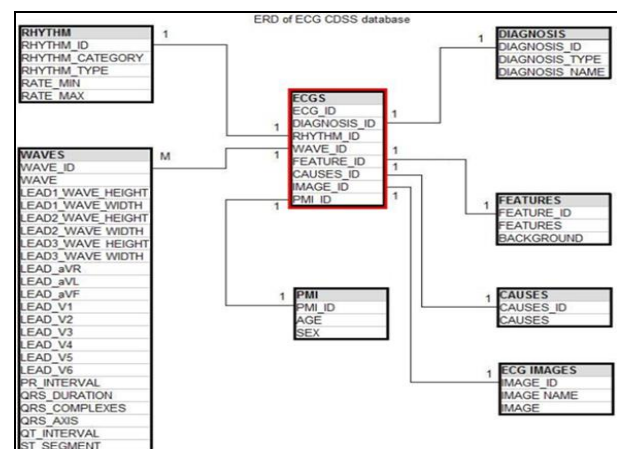 ERD of ECG CDSS database
RHYTHM
RHYTHM_ID
RHYTHM_CATEGORY
RHYTHM_TYPE
RATE_MIN
RATE_MAX
1
1
DIAGNOSIS
DIAGNOSIS_ID
DIAGNOSIS_TYPE
DIAGNOSIS_NAME
ECGS
ECG_ID
DIAGNOSIS_ID
RHYTHM_ID
WAVE_ID
FEATURE_ID
CAUSES_ID
IMAGE_ID
PMI_ID
1
1
1
1
1
1
1
WAVES
WAVE_ID
WAVE
LEAD1_WAVE_HEIGHT
LEAD1_WAVE_WIDTH
LEAD2_WAVE_HEIGHT
LEAD2_WAVE_WIDTH
LEAD3_WAVE_HEIGHT
LEAD3_WAVE_WIDTH
LEAD_aVR
LEAD_aVL
LEAD_aVF
LEAD_V1
LEAD_V2
LEAD_V3
LEAD_V4
LEAD_V5
LEAD_V6
PR_INTERVAL
QRS_DURATION
QRS_COMPLEXES
QRS_AXIS
QT_INTERVAL
ST_SEGMENT
M
1
PMI
PMI_ID
AGE
SEX
1
FEATURES
FEATURE_ID
FEATURES
BACKGROUND
1
CAUSES
CAUSES_ID
CAUSES
1
ECG IMAGES
IMAGE_ID
IMAGE NAME
IMAGE